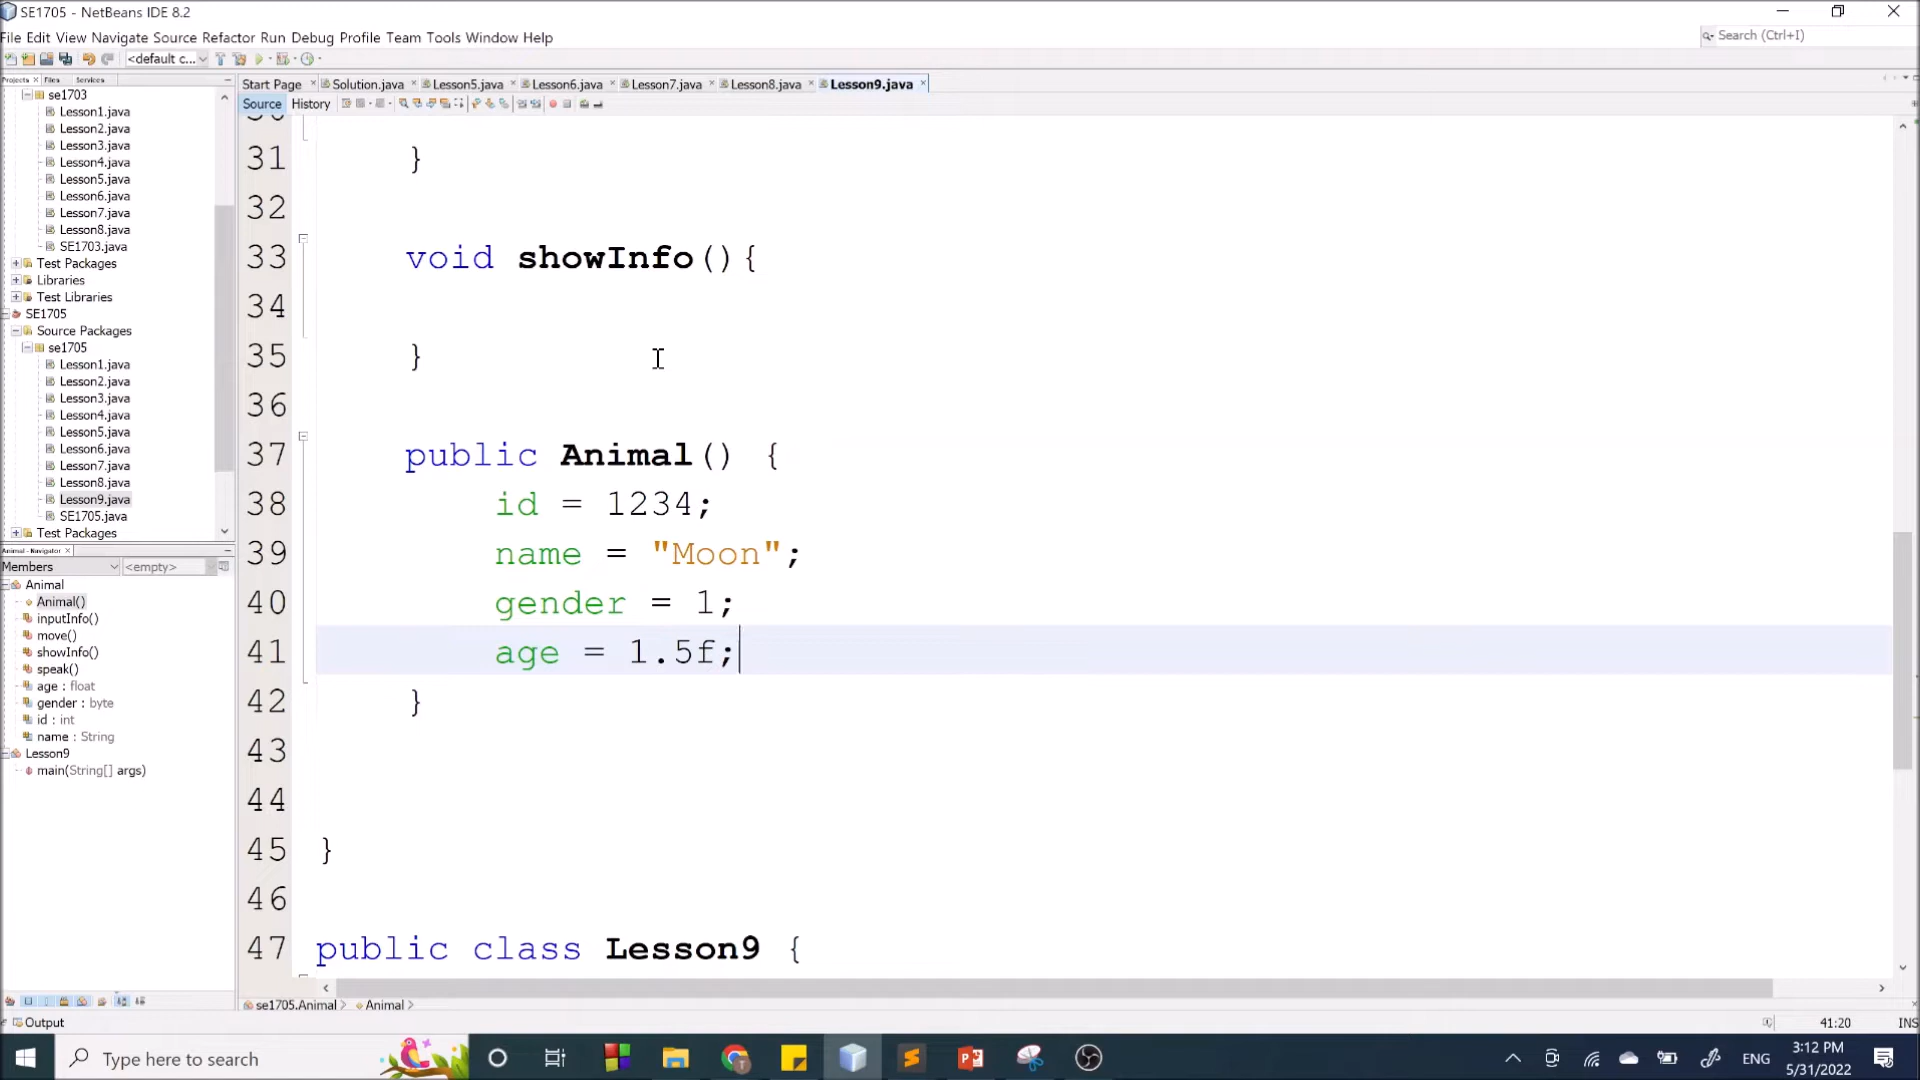 SE1705 - NetBeans IDE 8.2
File Edit View Navigate Source Refactor Run Debug Profile Team Tools Window Help
Search (Ctrl+I)
<default c...
Projects × Files Services
Start Page × Solution.java × Lesson5.java × Lesson6.java × Lesson7.java × Lesson8.java × Lesson9.java ×
Source History
se1703
Lesson1.java
Lesson2.java
Lesson3.java
Lesson4.java
Lesson5.java
Lesson6.java
Lesson7.java
Lesson8.java
SE1703.java
Test Packages
Libraries
Test Libraries
SE1705
Source Packages
se1705
Lesson1.java
Lesson2.java
Lesson3.java
Lesson4.java
Lesson5.java
Lesson6.java
Lesson7.java
Lesson8.java
Lesson9.java
SE1705.java
Test Packages
Animal - Navigator ×
Members <empty>
Animal
Animal()
inputInfo()
move()
showInfo()
speak()
age : float
gender : byte
id : int
name : String
Lesson9
main(String[] args)
30
31 }
32
33 void showInfo(){
34
35 }
36
37 public Animal() {
38 id = 1234;
39 name = "Moon";
40 gender = 1;
41 age = 1.5f;
42 }
43
44
45 }
46
47 public class Lesson9 {
se1705.Animal > Animal >
Output
41:20 INS
Type here to search
ENG
3:12 PM
5/31/2022